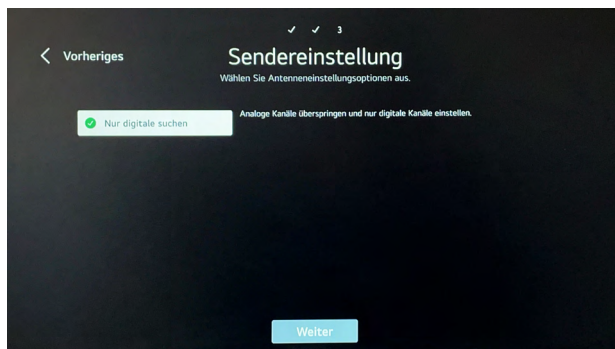 3
Vorheriges
Sendereinstellung
Wählen Sie Antenneneinstellungsoptionen aus.
Nur digitale suchen
Analoge Kanäle überspringen und nur digitale Kanäle einstellen.
Weiter